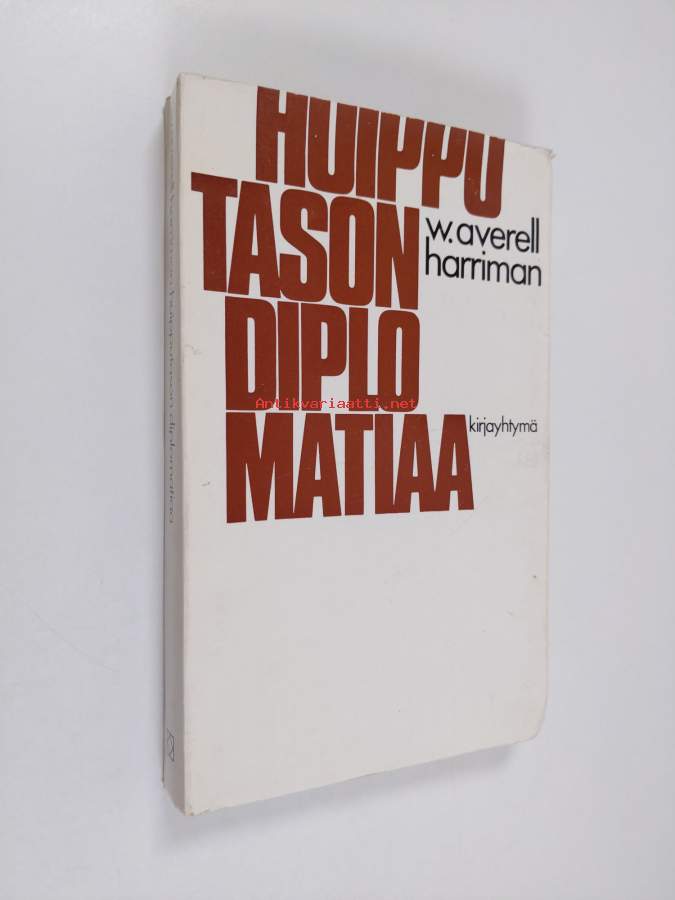 HUIPPU
TASON
w. averell
harriman
DIPLO
MATIAA
kirjayhtymä
Antikvariaatti.net